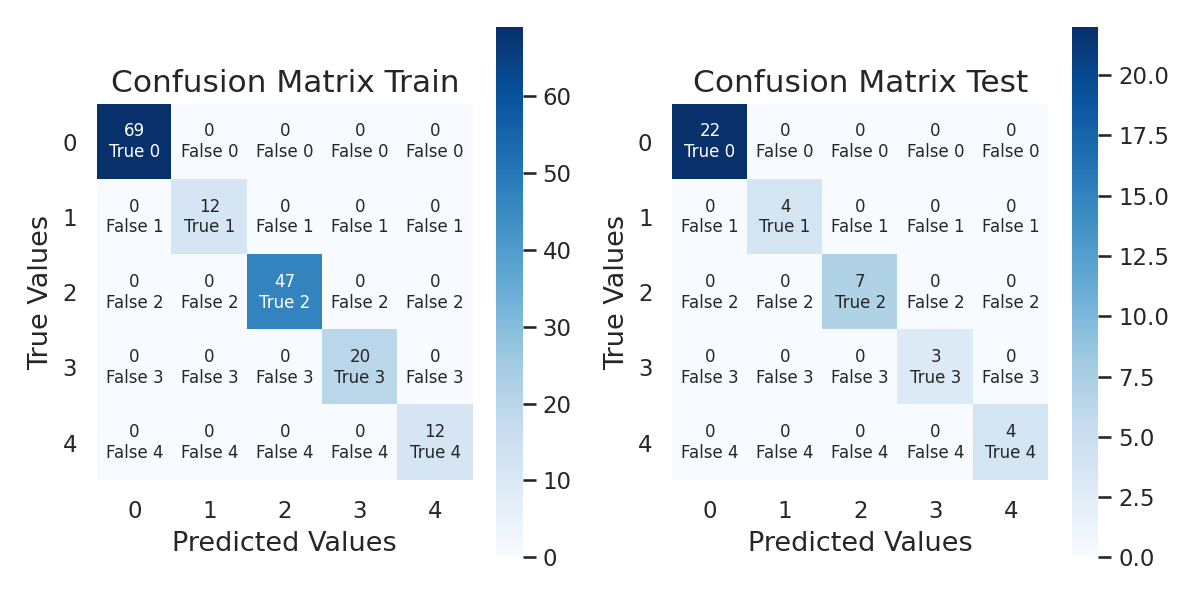 Confusion Matrix Train
0
69 0 0 0 0
True 0 False 0 False 0 False 0 False 0
1
0 12 0 0 0
False 1 True 1 False 1 False 1 False 1
2
0 0 47 0 0
False 2 False 2 True 2 False 2 False 2
3
0 0 0 20 0
False 3 False 3 False 3 True 3 False 3
4
0 0 0 0 12
False 4 False 4 False 4 False 4 True 4
0 1 2 3 4
Predicted Values
True Values
60
50
40
30
20
10
0
Confusion Matrix Test
0
22 0 0 0 0
True 0 False 0 False 0 False 0 False 0
1
0 4 0 0 0
False 1 True 1 False 1 False 1 False 1
2
0 0 7 0 0
False 2 False 2 True 2 False 2 False 2
3
0 0 0 3 0
False 3 False 3 False 3 True 3 False 3
4
0 0 0 0 4
False 4 False 4 False 4 False 4 True 4
0 1 2 3 4
Predicted Values
True Values
20.0
17.5
15.0
12.5
10.0
7.5
5.0
2.5
0.0